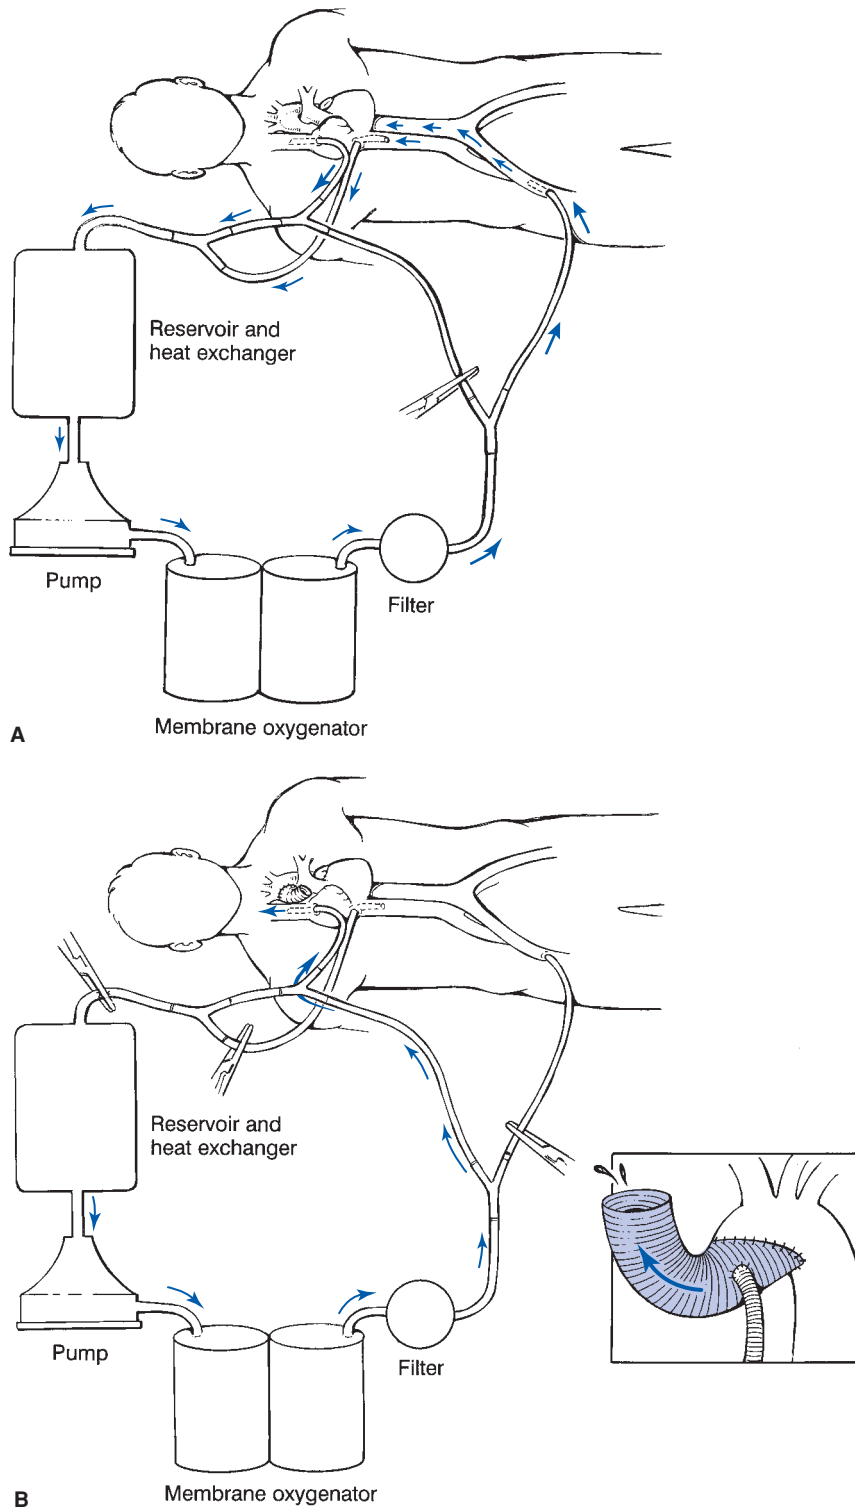 Reservoir and
heat exchanger
Pump
Filter
Membrane oxygenator
A
Reservoir and
heat exchanger
Pump
Filter
Membrane oxygenator
B